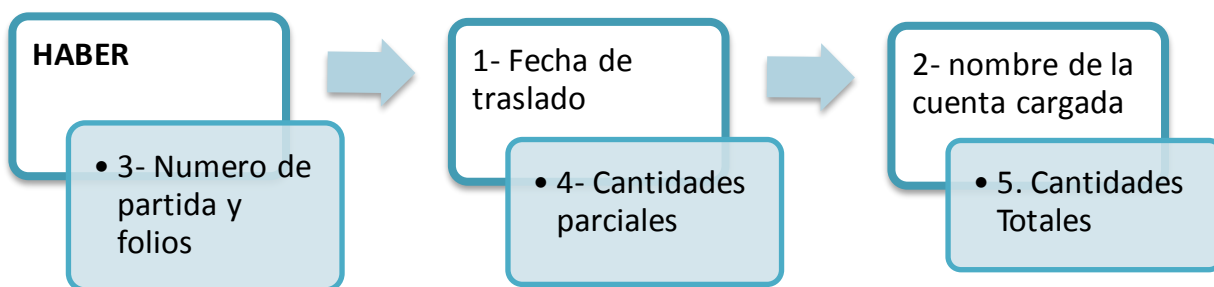 HABER
• 3- Numero de
partida y
folios
1- Fecha de
traslado
• 4- Cantidades
parciales
2- nombre de la
cuenta cargada
• 5. Cantidades
Totales